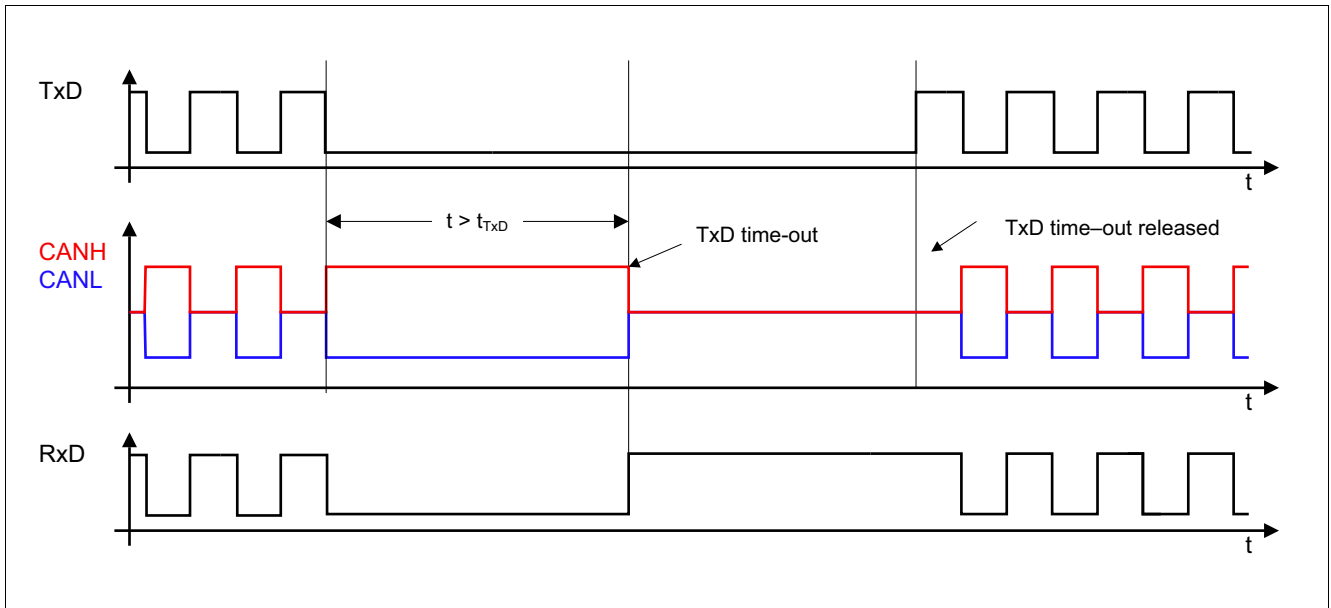 TxD
t
t > tTxD
TxD time-out
TxD time–out released
CANH
CANL
t
RxD
t